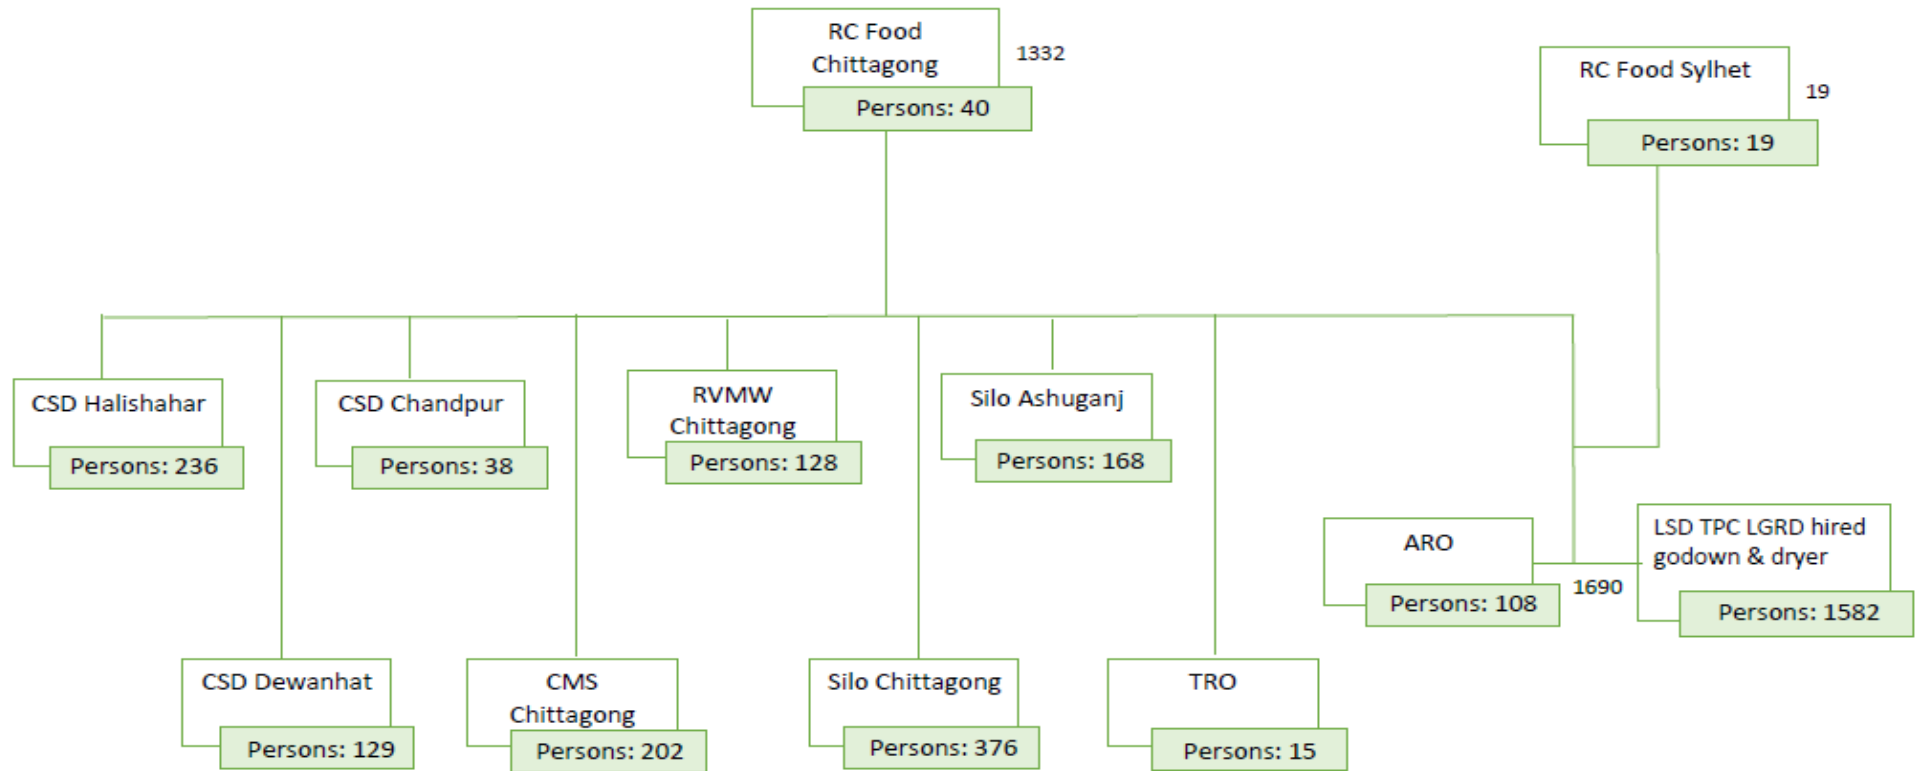 RC Food
Chittagong
1332
Persons: 40
RC Food Sylhet
19
Persons: 19
CSD Halishahar
Persons: 236
CSD Chandpur
Persons: 38
RVMW
Chittagong
Persons: 128
Silo Ashuganj
Persons: 168
ARO
Persons: 108
1690
LSD TPC LGRD hired
godown & dryer
Persons: 1582
CSD Dewanhat
Persons: 129
CMS
Chittagong
Persons: 202
Silo Chittagong
Persons: 376
TRO
Persons: 15